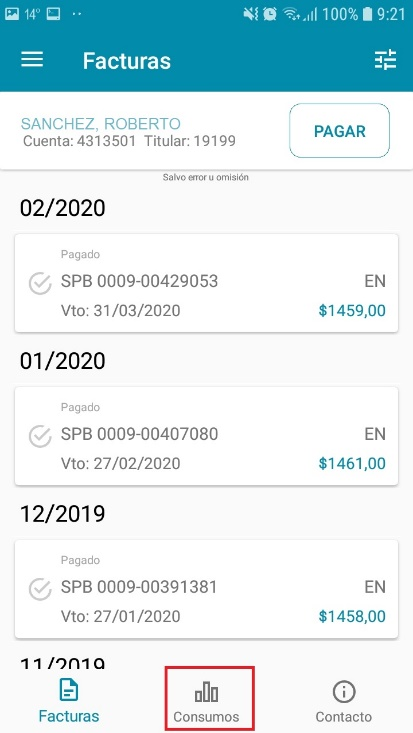 14° 100% 9:21
Facturas
SANCHEZ, ROBERTO
Cuenta: 4313501 Titular: 19199
PAGAR
Salvo error u omisión
02/2020
Pagado
SPB 0009-00429053 EN
Vto: 31/03/2020 $1459,00
01/2020
Pagado
SPB 0009-00407080 EN
Vto: 27/02/2020 $1461,00
12/2019
Pagado
SPB 0009-00391381 EN
Vto: 27/01/2020 $1458,00
11/2019
Facturas Consumos Contacto